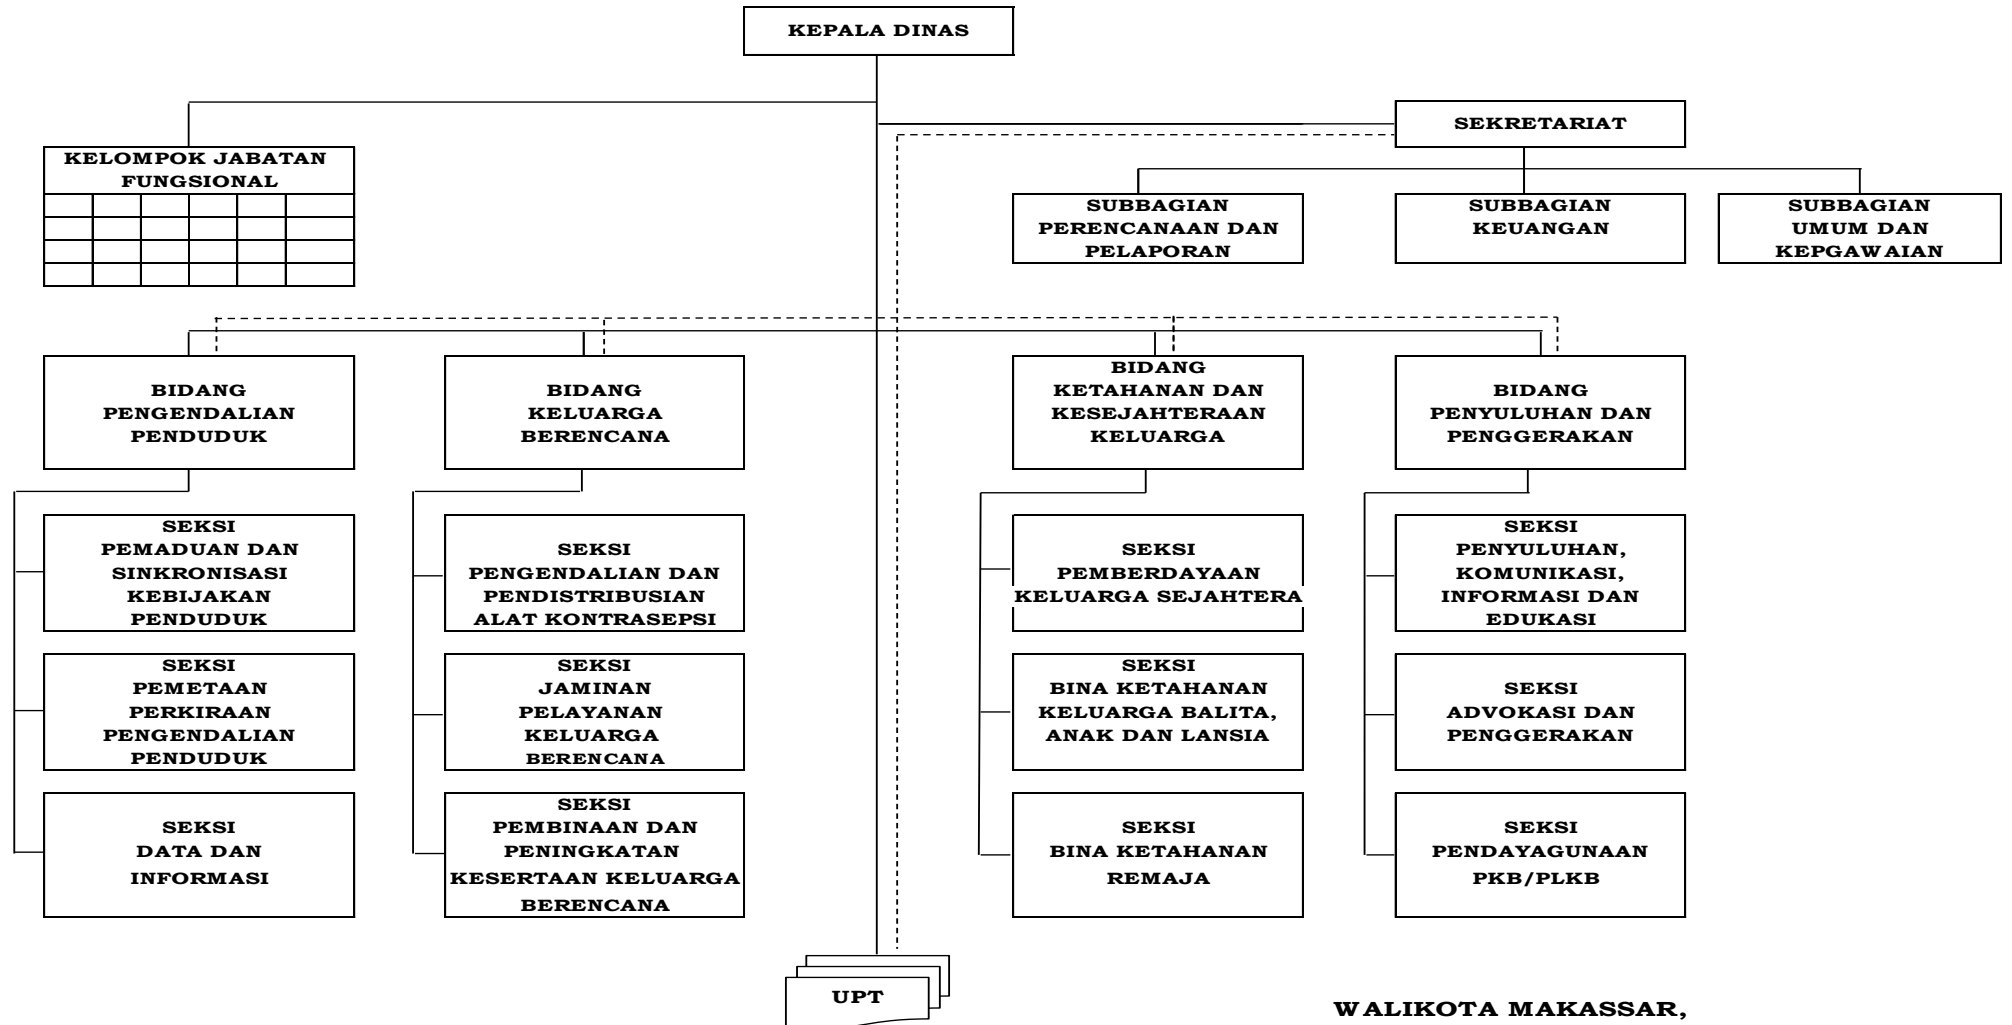 KEPALA DINAS
SEKRETARIAT
KELOMPOK JABATAN
FUNGSIONAL
SUBBAGIAN
PERENCANAAN DAN
PELAPORAN
SUBBAGIAN
KEUANGAN
SUBBAGIAN
UMUM DAN
KEPGAWAIAN
BIDANG
PENGENDALIAN
PENDUDUK
BIDANG
KELUARGA
BERENCANA
BIDANG
KETAHANAN DAN
KESEJAHTERAAN
KELUARGA
BIDANG
PENYULUHAN DAN
PENGGERAKAN
SEKSI
PEMADUAN DAN
SINKRONISASI
KEBIJAKAN
PENDUDUK
SEKSI
PENGENDALIAN DAN
PENDISTRIBUSIAN
ALAT KONTRASEPSI
SEKSI
PEMBERDAYAAN
KELUARGA SEJAHTERA
SEKSI
PENYULUHAN,
KOMUNIKASI,
INFORMASI DAN
EDUKASI
SEKSI
PEMETAAN
PERKIRAAN
PENGENDALIAN
PENDUDUK
SEKSI
JAMINAN
PELAYANAN
KELUARGA
BERENCANA
SEKSI
BINA KETAHANAN
KELUARGA BALITA,
ANAK DAN LANSIA
SEKSI
ADVOKASI DAN
PENGGERAKAN
SEKSI
DATA DAN
INFORMASI
SEKSI
PEMBINAAN DAN
PENINGKATAN
KESERTAAN KELUARGA
BERENCANA
SEKSI
BINA KETAHANAN
REMAJA
SEKSI
PENDAYAGUNAAN
PKB/PLKB
UPT
WALIKOTA MAKASSAR,